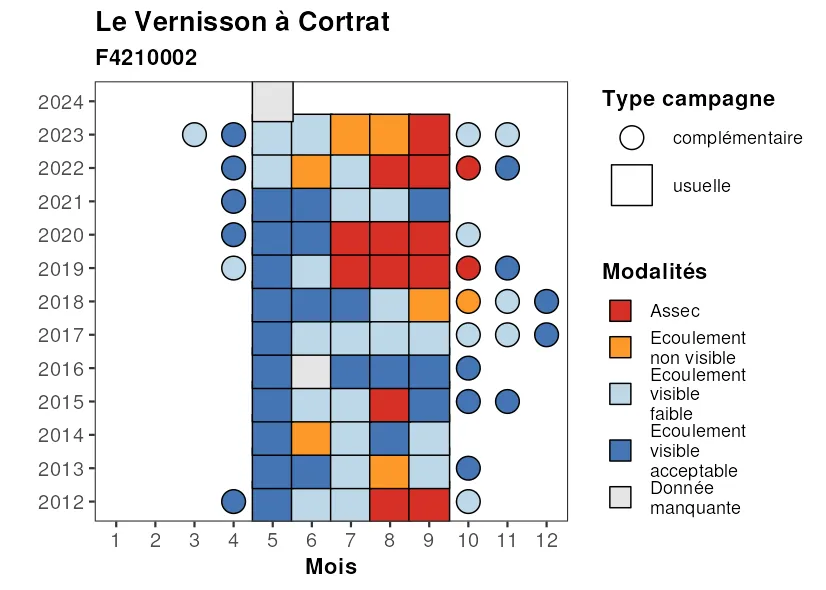 Le Vernisson à Cortrat
F4210002
2024
2023
2022
2021
2020
2019
2018
2017
2016
2015
2014
2013
2012
1 2 3 4 5 6 7 8 9 10 11 12
Mois
Type campagne
complémentaire
usuelle
Modalités
Assec
Ecoulement
non visible
Ecoulement
visible
faible
Ecoulement
visible
acceptable
Donnée
manquante